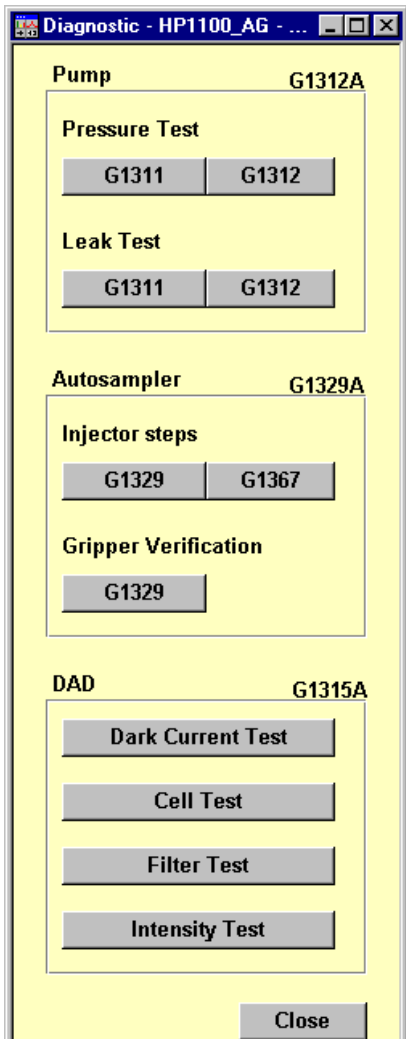 Diagnostic - HP1100_AG - ...
Pump G1312A
Pressure Test
G1311 G1312
Leak Test
G1311 G1312
Autosampler G1329A
Injector steps
G1329 G1367
Gripper Verification
G1329
DAD G1315A
Dark Current Test
Cell Test
Filter Test
Intensity Test
Close